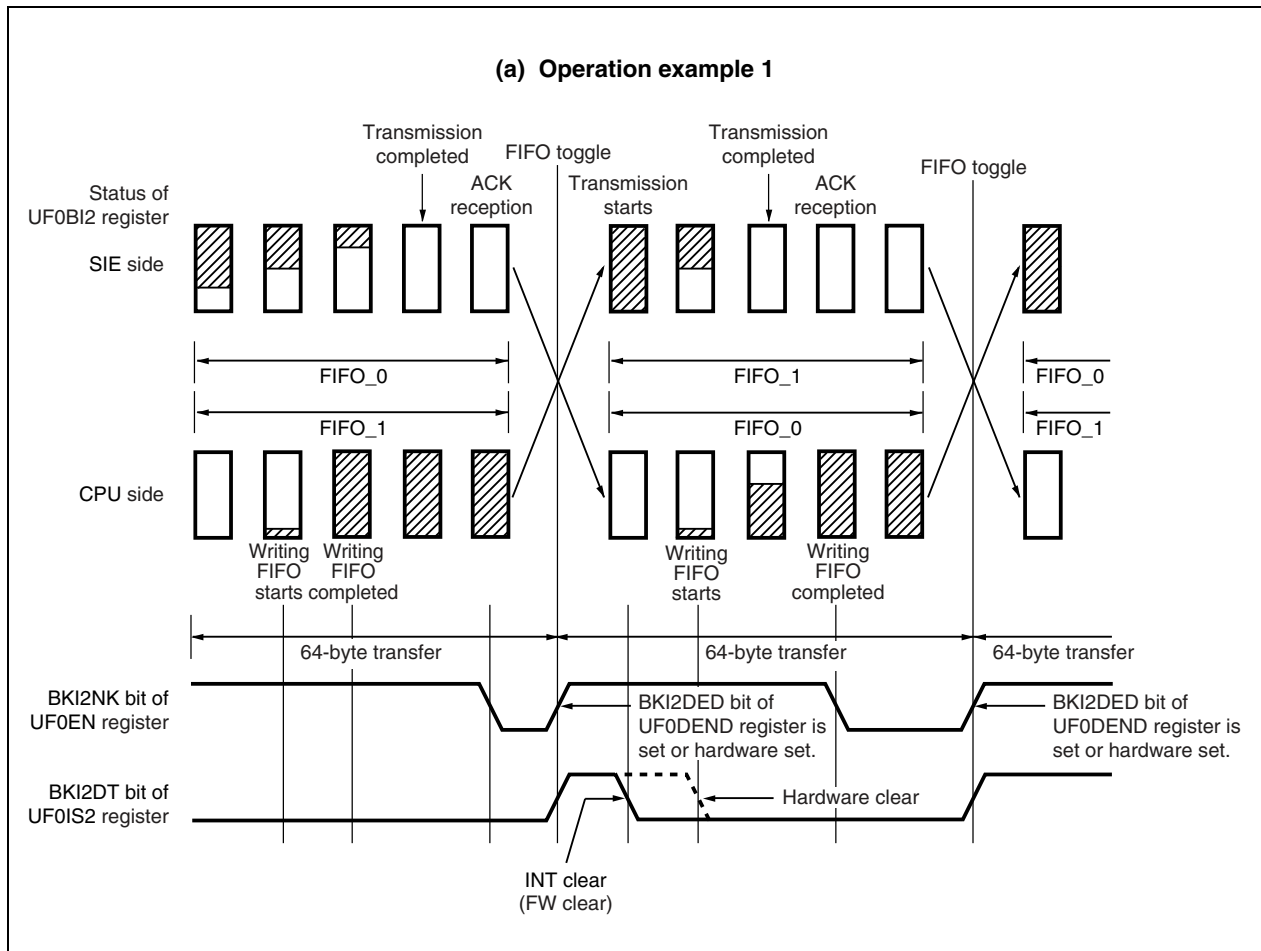 (a) Operation example 1
Transmission
completed
FIFO toggle
Transmission
completed
FIFO toggle
Status of
UF0BI2 register
ACK
reception
Transmission
starts
ACK
reception
SIE side
FIFO_0
FIFO_1
FIFO_0
FIFO_1
FIFO_0
FIFO_1
CPU side
Writing
FIFO
starts
Writing
FIFO
completed
Writing
FIFO
starts
Writing
FIFO
completed
64-byte transfer
64-byte transfer
64-byte transfer
BKI2NK bit of
UF0EN register
BKI2DED bit of
UF0DEND register is
set or hardware set.
BKI2DED bit of
UF0DEND register is
set or hardware set.
BKI2DT bit of
UF0IS2 register
Hardware clear
INT clear
(FW clear)